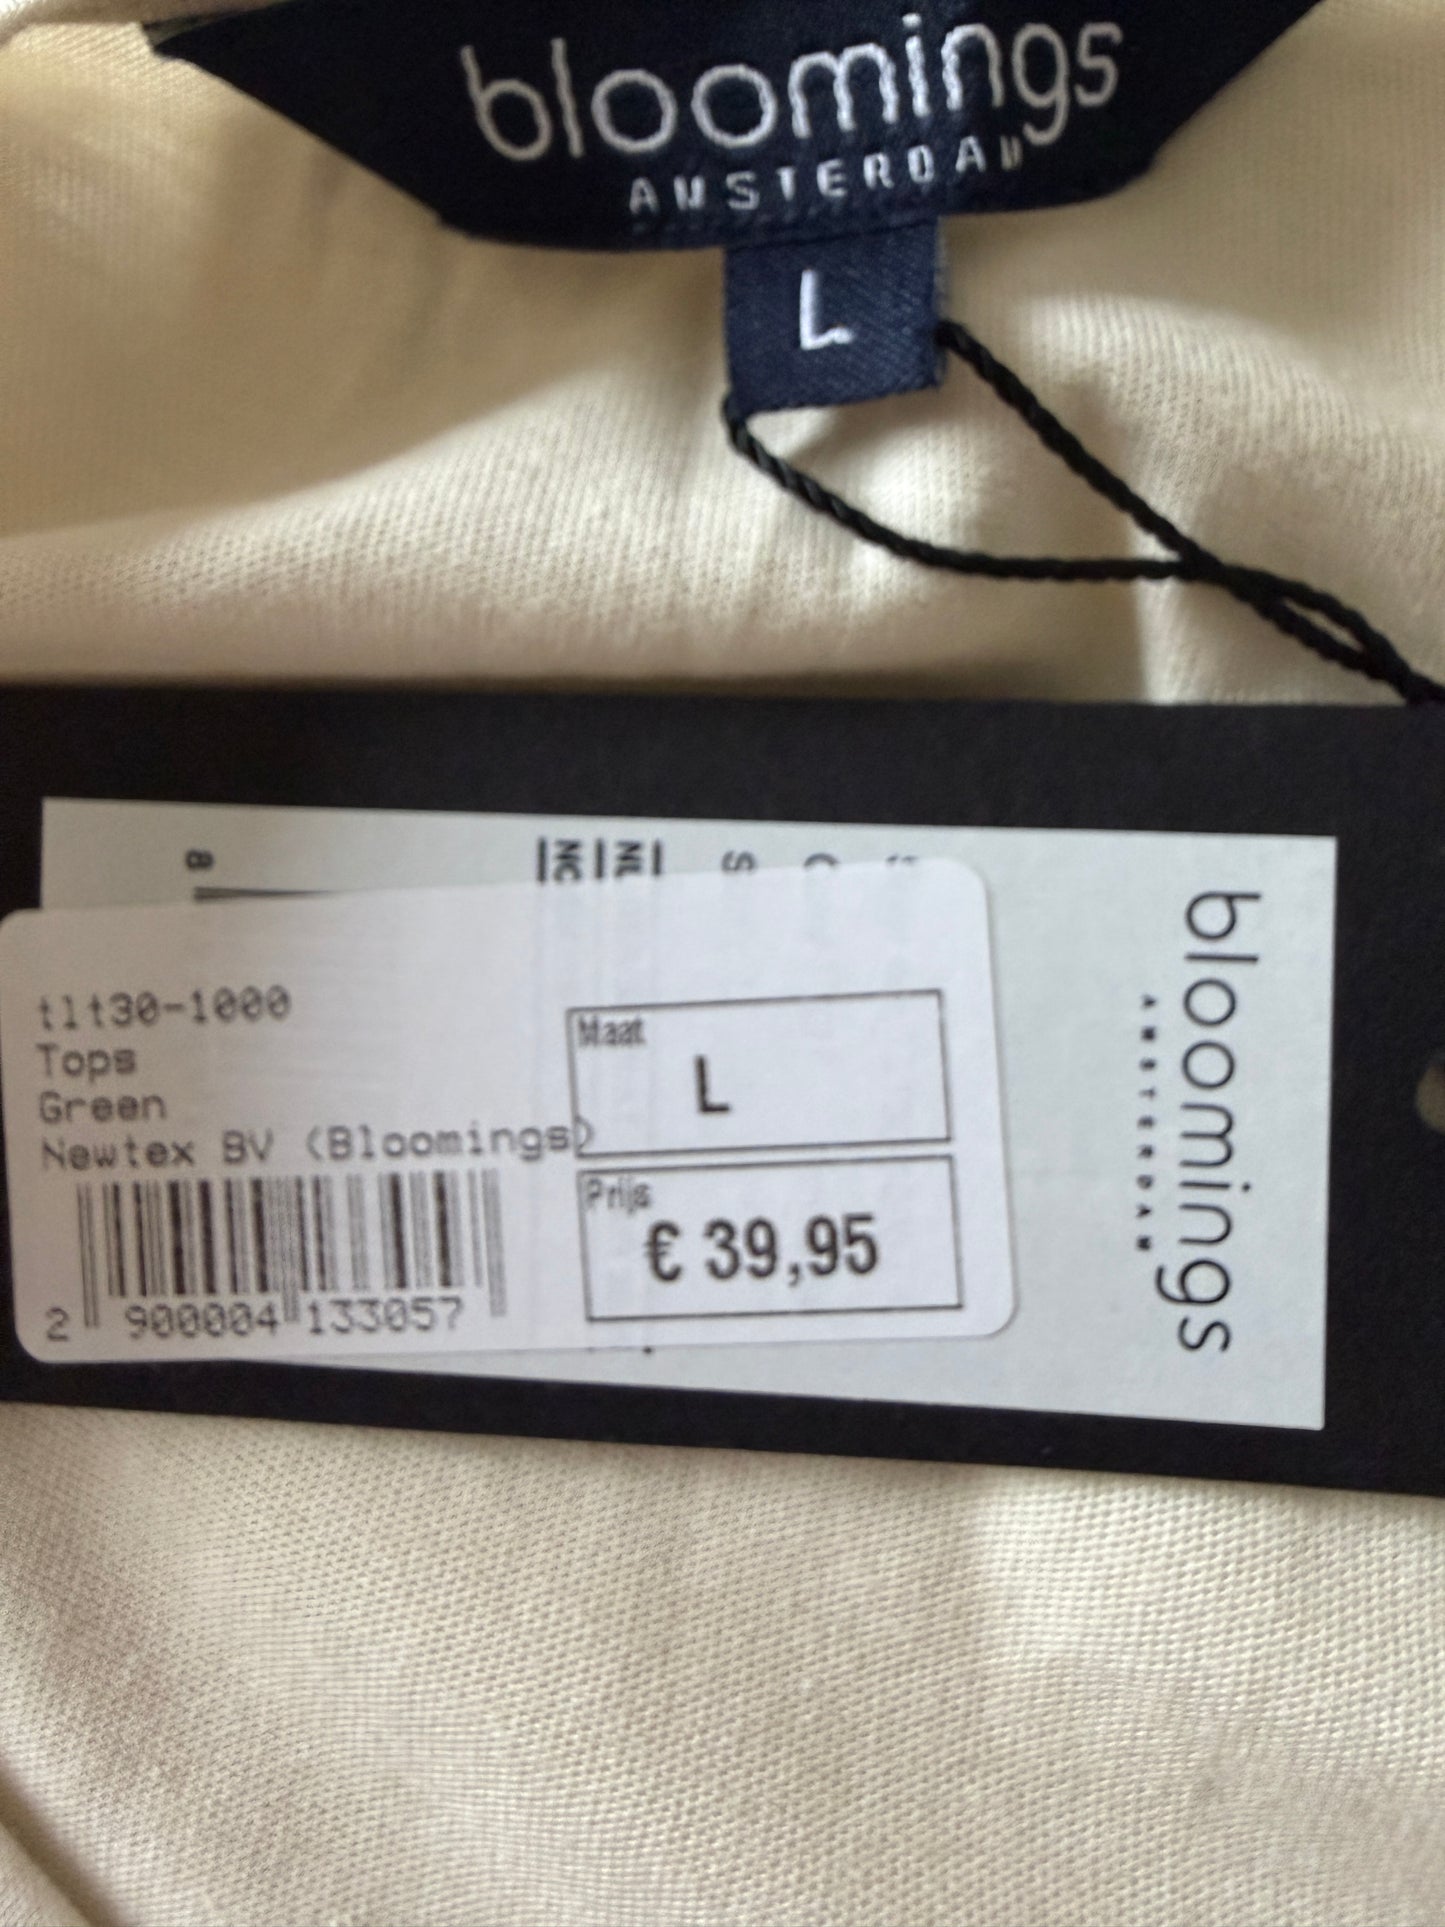 bloomings
AMSTERDAM
L
tlt30-1000
Tops
Green
Newtex BV (Bloomings)
2 900004 133057
Maat
L
Prijs
€ 39,95
bloomings
AMSTERDAM